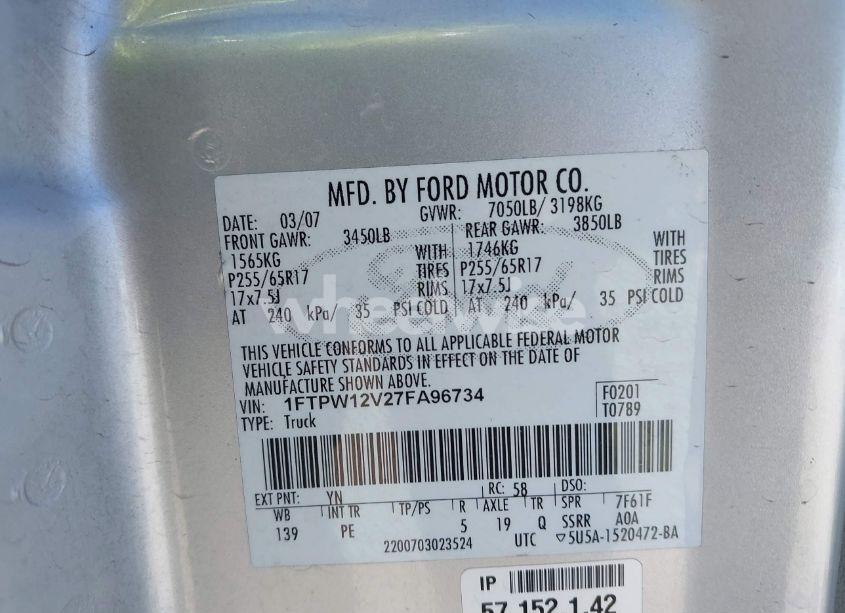 MFD. BY FORD MOTOR CO.
DATE: 03/07 GVWR: 7050LB/ 3198KG
FRONT GAWR: 3450LB REAR GAWR: 3850LB
1565KG WITH 1746KG WITH
P255/65R17 TIRES P255/65R17 TIRES
17x7.5J RIMS 17x7.5J RIMS
AT 240 kPa/ 35 PSI COLD AT 240 kPa/ 35 PSI COLD
wheelwise
THIS VEHICLE CONFORMS TO ALL APPLICABLE FEDERAL MOTOR
VEHICLE SAFETY STANDARDS IN EFFECT ON THE DATE OF
MANUFACTURE SHOWN ABOVE.
VIN: 1FTPW12V27FA96734 F0201
TYPE: Truck T0789
EXT PNT: YN RC: 58 DSO:
WB INT TR TP/PS R AXLE TR SPR 7F61F
139 PE 5 19 Q SSRR A0A
2200703023524 UTC ▽5U5A-1520472-BA
IP
57 152 1.42